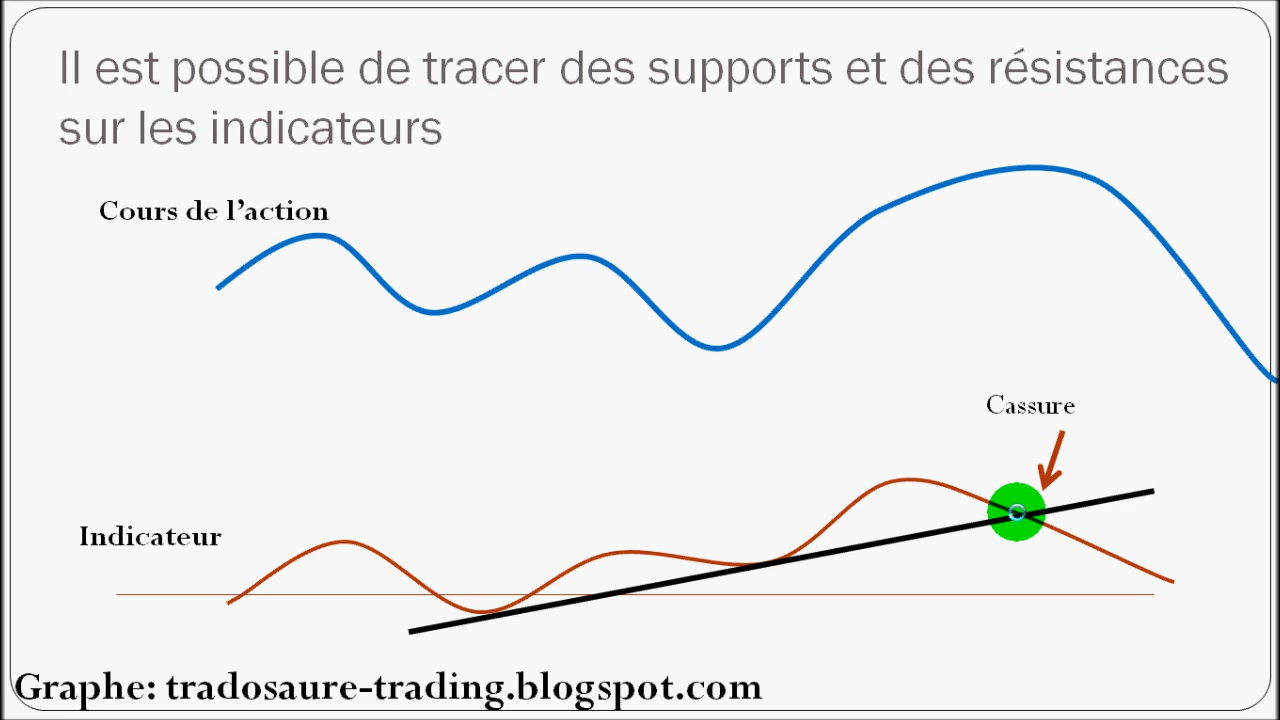 Il est possible de tracer des supports et des résistances
sur les indicateurs
Cours de l’action
Cassure
Indicateur
Graphe: tradosaure-trading.blogspot.com